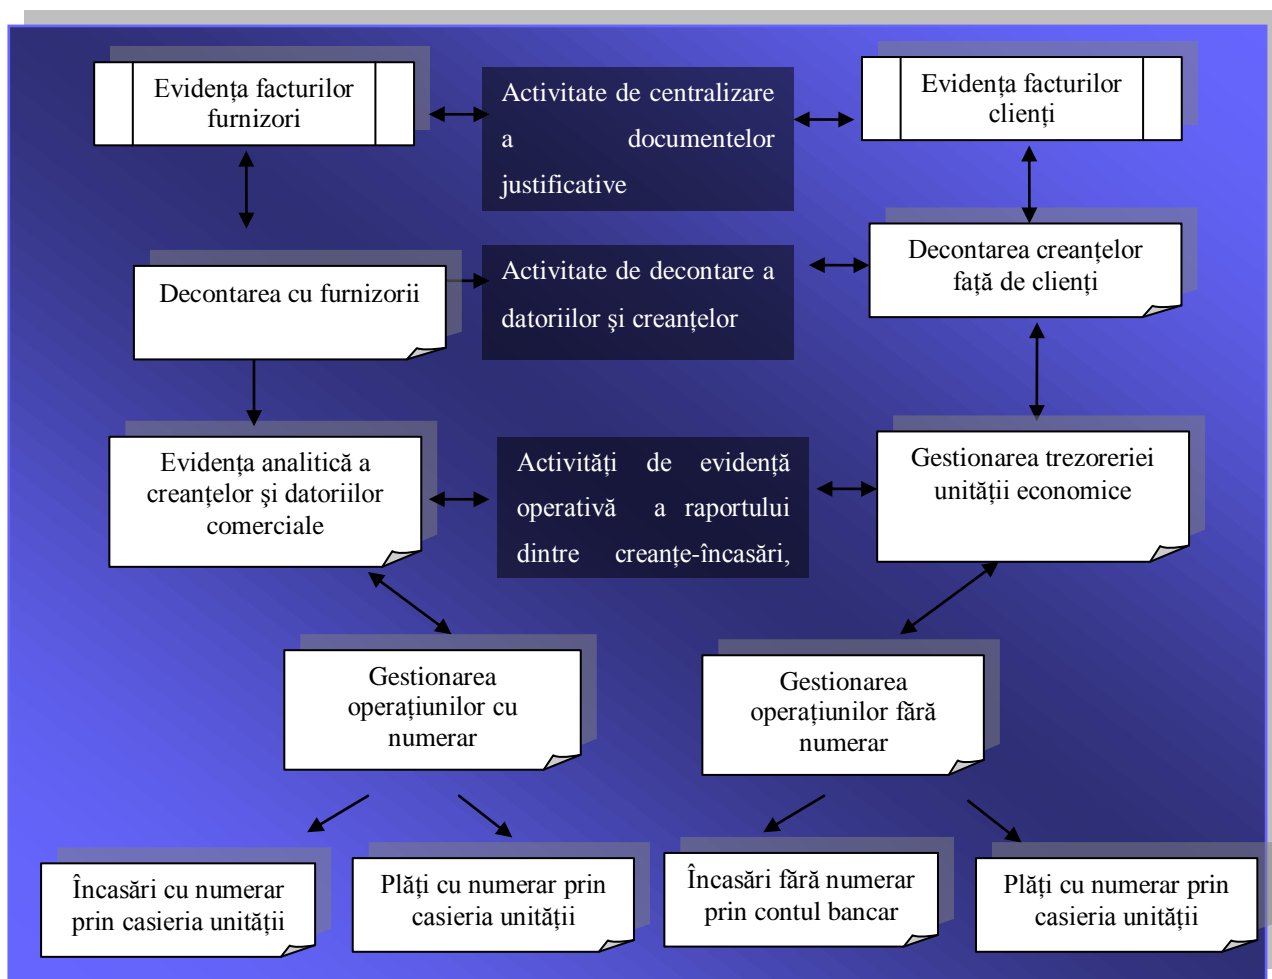 Evidența facturilor
furnizori
Activitate de centralizare
a documentelor
justificative
Evidența facturilor
clienți
Decontarea cu furnizorii
Activitate de decontare a
datoriilor şi creanțelor
Decontarea creanțelor
față de clienți
Evidența analitică a
creanțelor şi datoriilor
comerciale
Activități de evidență
operativă a raportului
dintre creanțe-încasări,
Gestionarea trezoreriei
unității economice
Gestionarea
operațiunilor cu
numerar
Gestionarea
operațiunilor fără
numerar
Încasări cu numerar
prin casieria unității
Plăți cu numerar prin
casieria unității
Încasări fără numerar
prin contul bancar
Plăți cu numerar prin
casieria unității